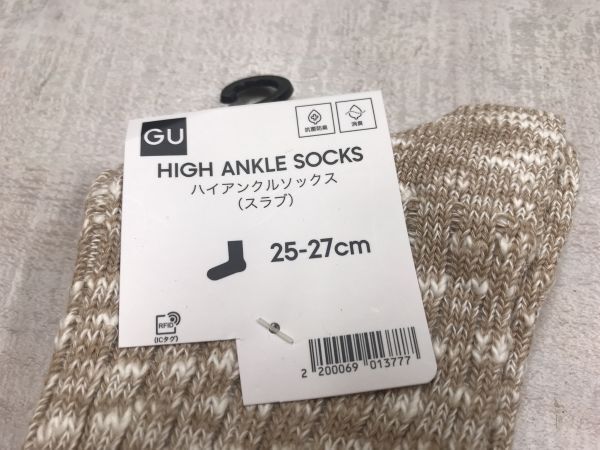 GU
抗菌防臭
消臭
HIGH ANKLE SOCKS
ハイアンクルソックス
(スラブ)
25-27cm
RFID
(ICタグ)
2 200069 013777